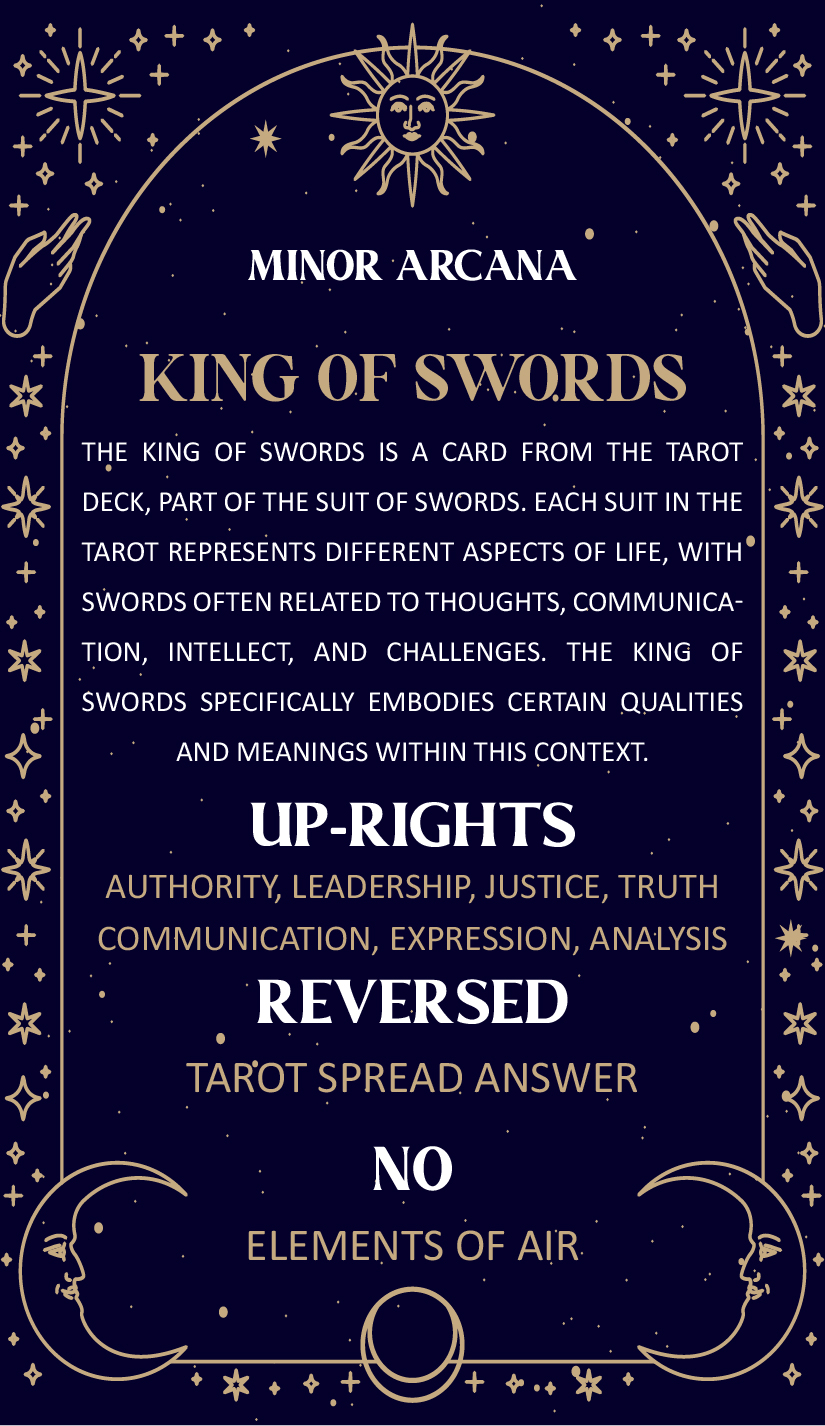 MINOR ARCANA
KING OF SWORDS
THE KING OF SWORDS IS A CARD FROM THE TAROT
DECK, PART OF THE SUIT OF SWORDS. EACH SUIT IN THE
TAROT REPRESENTS DIFFERENT ASPECTS OF LIFE, WITH
SWORDS OFTEN RELATED TO THOUGHTS, COMMUNICA-
TION, INTELLECT, AND CHALLENGES. THE KING OF
SWORDS SPECIFICALLY EMBODIES CERTAIN QUALITIES
AND MEANINGS WITHIN THIS CONTEXT.
UP-RIGHTS
AUTHORITY, LEADERSHIP, JUSTICE, TRUTH
COMMUNICATION, EXPRESSION, ANALYSIS
REVERSED
TAROT SPREAD ANSWER
NO
ELEMENTS OF AIR